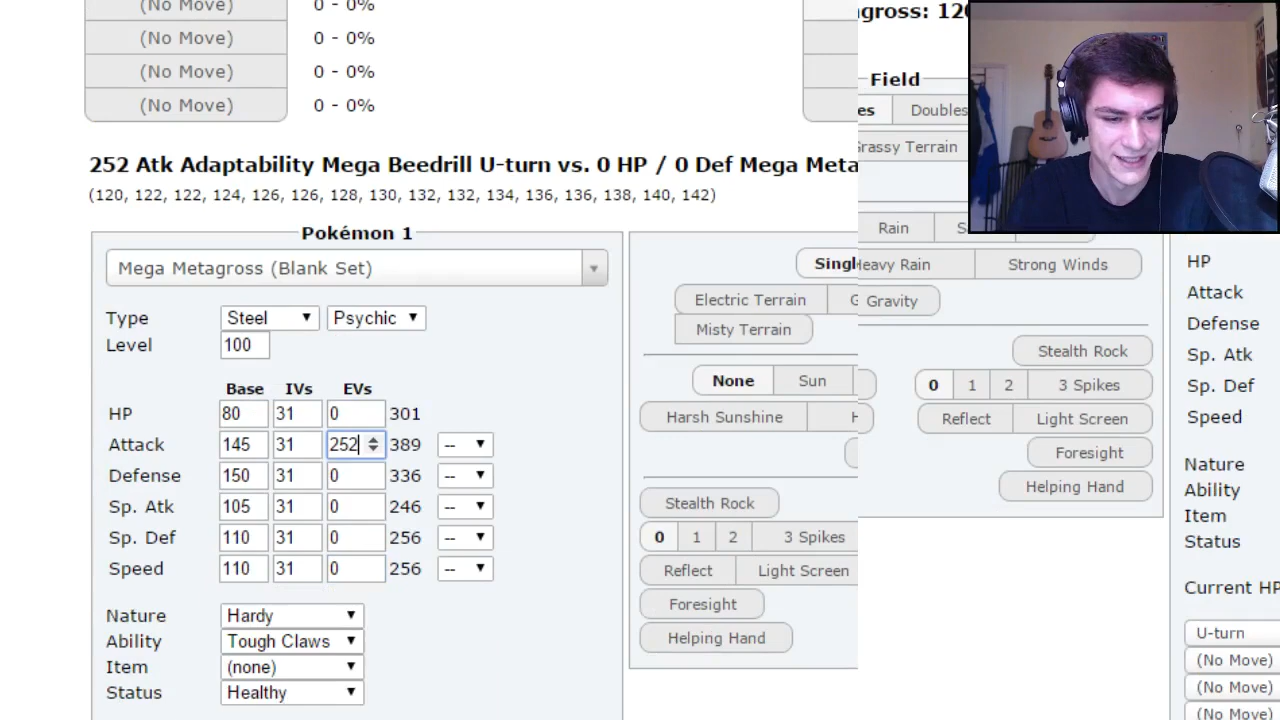 (No Move) 0 - 0%
(No Move) 0 - 0%
(No Move) 0 - 0%
(No Move) 0 - 0%
252 Atk Adaptability Mega Beedrill U-turn vs. 0 HP / 0 Def Mega Meta
(120, 122, 122, 124, 126, 126, 128, 130, 132, 132, 134, 136, 136, 138, 140, 142)
Pokémon 1
Mega Metagross (Blank Set)
Type Steel Psychic
Level 100
Base IVs EVs
HP 80 31 0 301
Attack 145 31 252 389 --
Defense 150 31 0 336 --
Sp. Atk 105 31 0 246 --
Sp. Def 110 31 0 256 --
Speed 110 31 0 256 --
Nature Hardy
Ability Tough Claws
Item (none)
Status Healthy
Singl
Electric Terrain G
Misty Terrain
None Sun
Harsh Sunshine H
Stealth Rock
0 1 2 3 Spikes
Reflect Light Screen
Foresight
Helping Hand
gross: 120
Field
es Doubles
rassy Terrain
Rain S
Heavy Rain Strong Winds
Gravity
Stealth Rock
0 1 2 3 Spikes
Reflect Light Screen
Foresight
Helping Hand
HP
Attack
Defense
Sp. Atk
Sp. Def
Speed
Nature
Ability
Item
Status
Current HP
U-turn
(No Move)
(No Move)
(No Move)